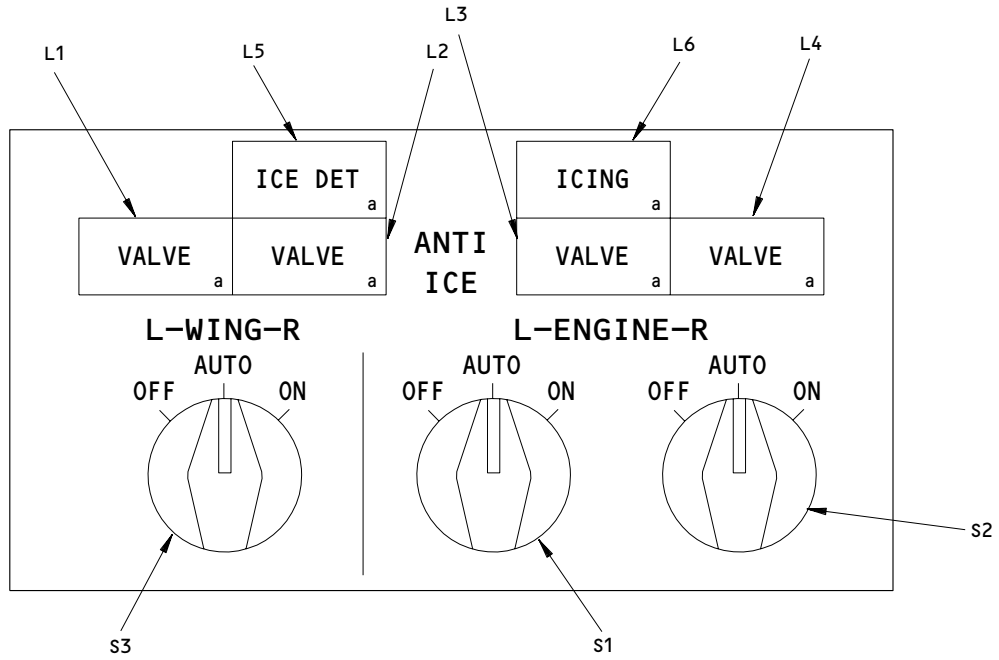 L3
L1
L5
L2
L6
L4
ICE DET
a
ICING
a
VALVE
a
VALVE
a
ANTI
ICE
VALVE
a
VALVE
a
L-WING-R
L-ENGINE-R
OFF
AUTO
ON
OFF
AUTO
ON
OFF
AUTO
ON
S2
S3
S1